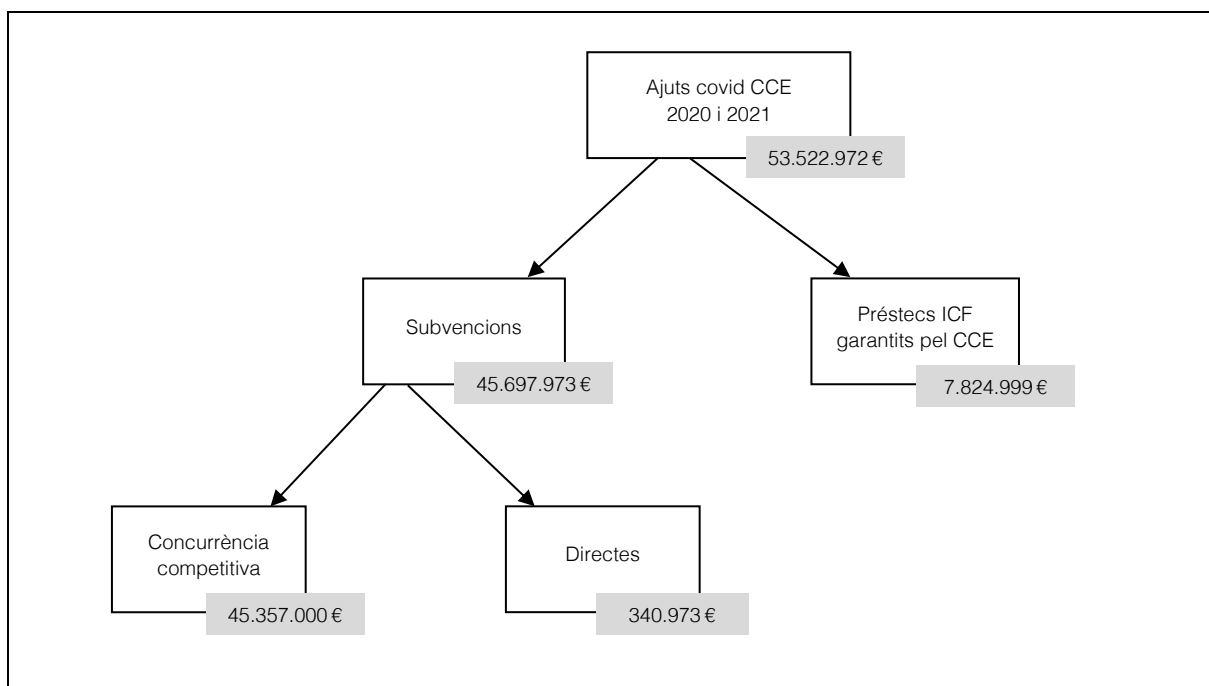 Ajuts covid CCE
2020 i 2021
53.522.972 €
Subvencions
45.697.973 €
Préstecs ICF
garantits pel CCE
7.824.999 €
Concurrència
competitiva
45.357.000 €
Directes
340.973 €